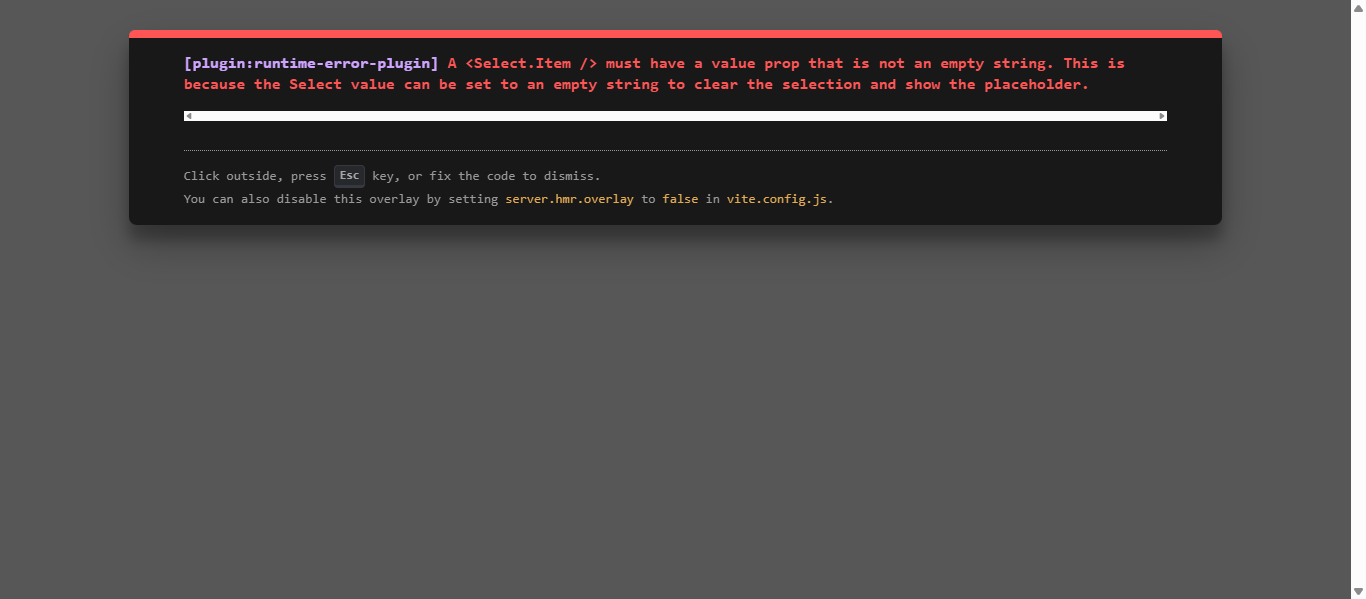 [plugin:runtime-error-plugin] A <Select.Item /> must have a value prop that is not an empty string. This is
because the Select value can be set to an empty string to clear the selection and show the placeholder.
Click outside, press Esc key, or fix the code to dismiss.
You can also disable this overlay by setting server.hmr.overlay to false in vite.config.js.